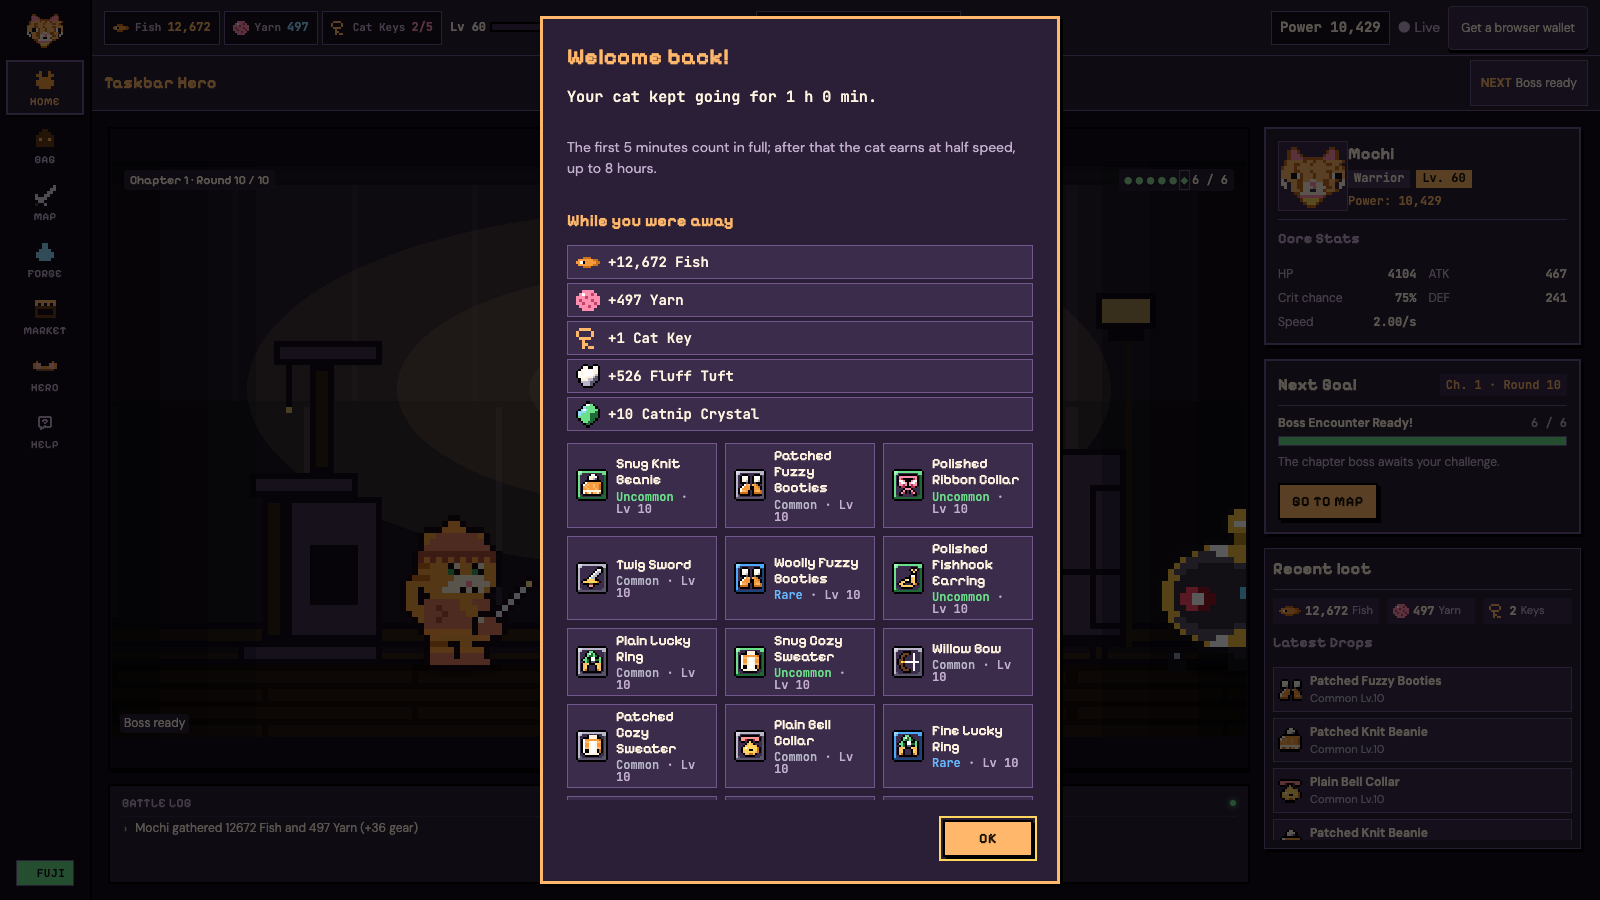 Fish 12,672
Yarn 497
Cat Keys 2/5
Lv 60
Power 10,429
Live
Get a browser wallet
HOME
BAG
MAP
FORGE
MARKET
HERO
HELP
FUJI
Taskbar Hero
NEXT Boss ready
Chapter 1 · Round 10 / 10
6 / 6
Boss ready
BATTLE LOG
› Mochi gathered 12672 Fish and 497 Yarn (+36 gear)
Welcome back!
Your cat kept going for 1 h 0 min.
The first 5 minutes count in full; after that the cat earns at half speed,
up to 8 hours.
While you were away
+12,672 Fish
+497 Yarn
+1 Cat Key
+526 Fluff Tuft
+10 Catnip Crystal
Snug Knit
Beanie
Uncommon ·
Lv 10
Patched
Fuzzy
Booties
Common · Lv
10
Polished
Ribbon Collar
Uncommon ·
Lv 10
Twig Sword
Common · Lv
10
Woolly Fuzzy
Booties
Rare · Lv 10
Polished
Fishhook
Earring
Uncommon ·
Lv 10
Plain Lucky
Ring
Common · Lv
10
Snug Cozy
Sweater
Uncommon ·
Lv 10
Willow Bow
Common · Lv
10
Patched
Cozy
Sweater
Common · Lv
10
Plain Bell
Collar
Common · Lv
10
Fine Lucky
Ring
Rare · Lv 10
OK
Mochi
Warrior
Lv. 60
Power: 10,429
Core Stats
HP 4104
ATK 467
Crit chance 75%
DEF 241
Speed 2.00/s
Next Goal
Ch. 1 · Round 10
Boss Encounter Ready!
6 / 6
The chapter boss awaits your challenge.
GO TO MAP
Recent loot
12,672 Fish
497 Yarn
2 Keys
Latest Drops
Patched Fuzzy Booties
Common Lv.10
Patched Knit Beanie
Common Lv.10
Plain Bell Collar
Common Lv.10
Patched Knit Beanie